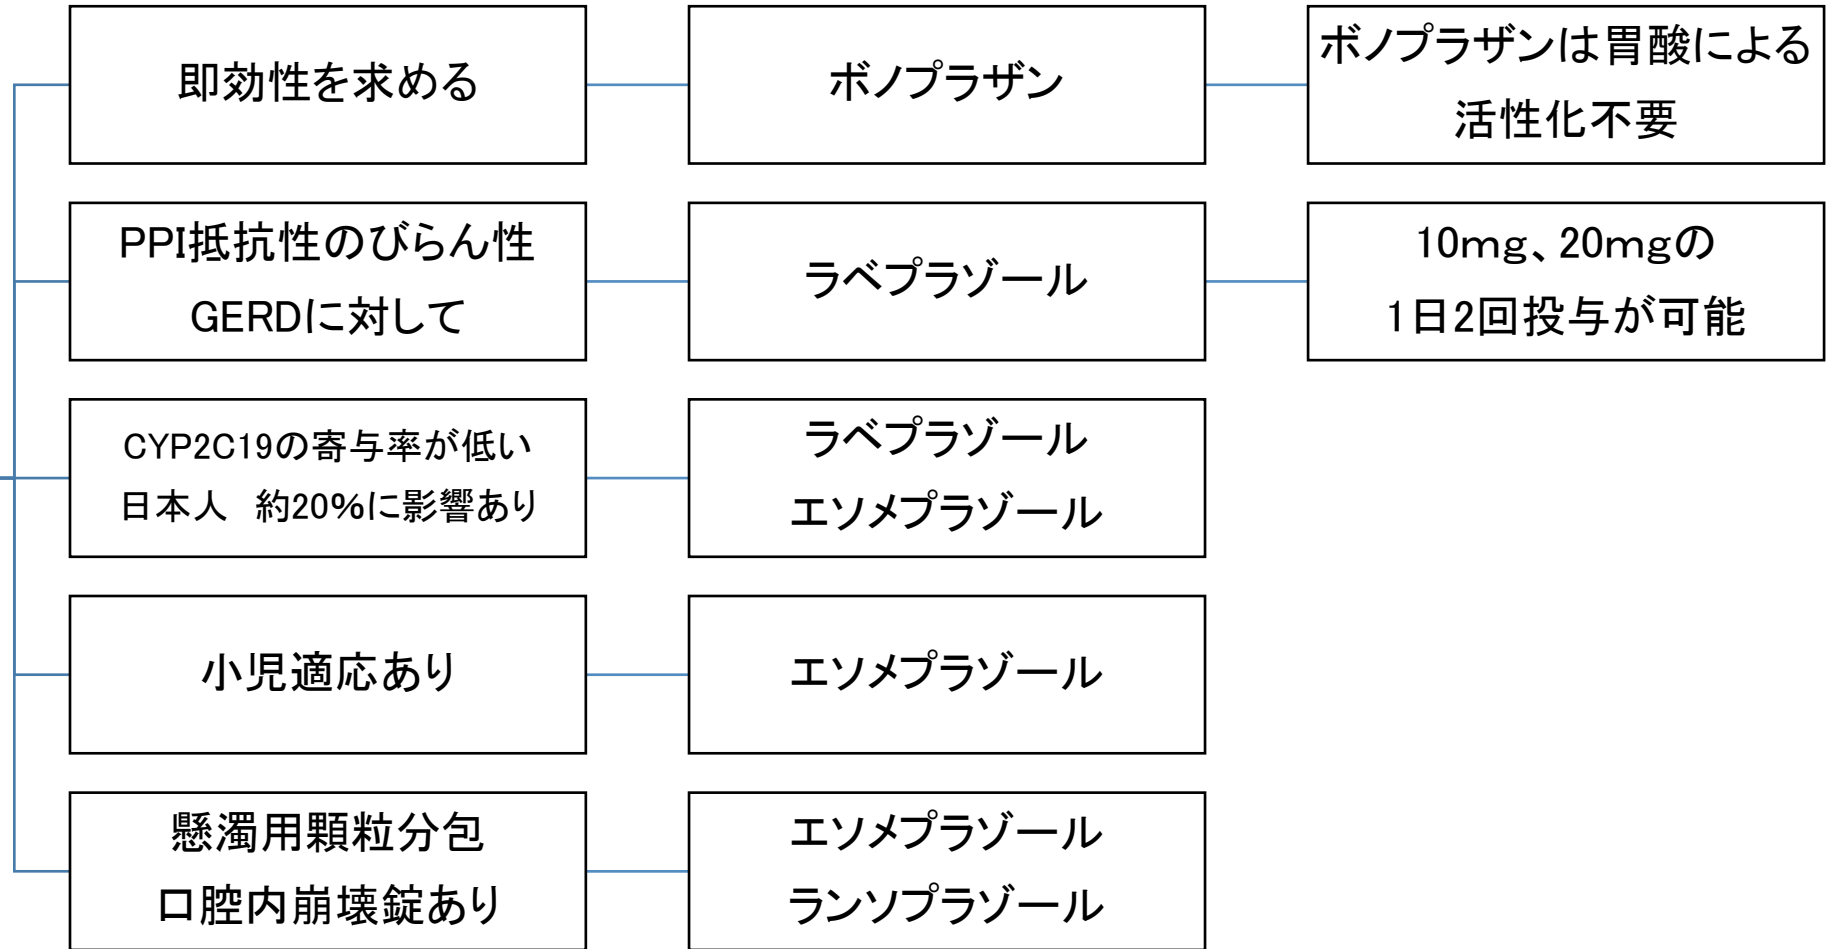 即効性を求める
ボノプラザン
ボノプラザンは胃酸による
活性化不要
PPI抵抗性のびらん性
GERDに対して
ラベプラゾール
10mg、20mgの
1日2回投与が可能
CYP2C19の寄与率が低い
日本人　約20%に影響あり
ラベプラゾール
エソメプラゾール
小児適応あり
エソメプラゾール
懸濁用顆粒分包
口腔内崩壊錠あり
エソメプラゾール
ランソプラゾール